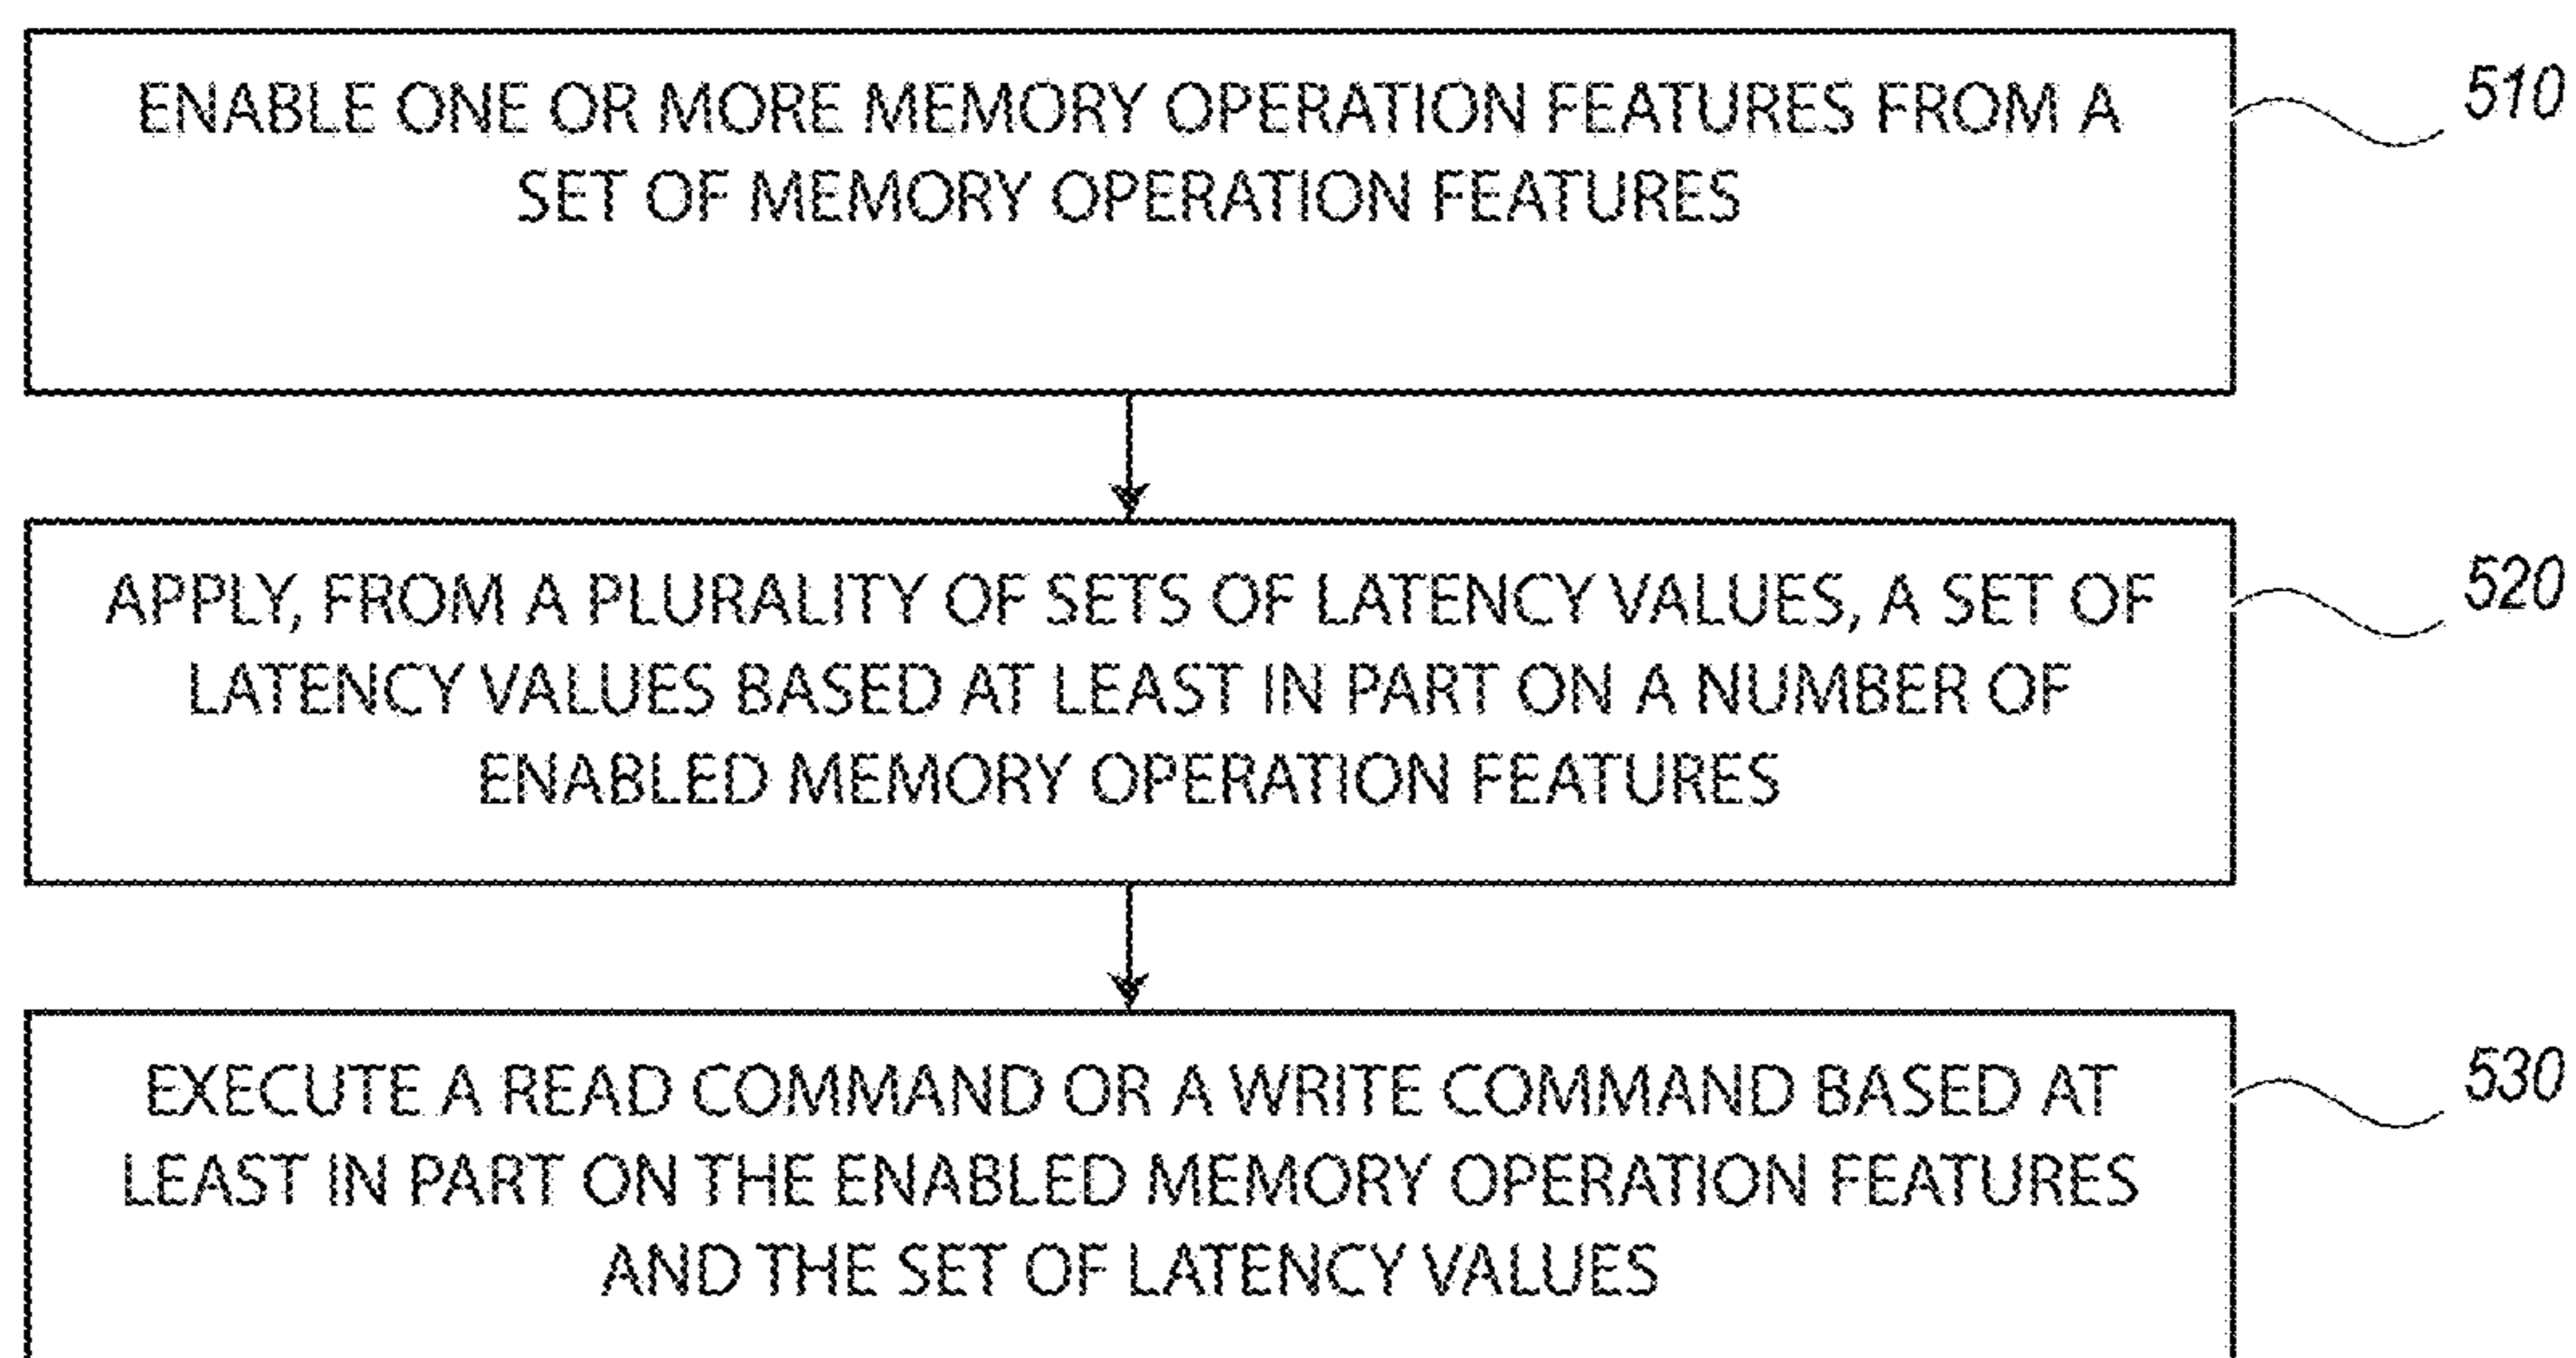 ENABLE ONE OR MORE MEMORY OPERATION FEATURES FROM A
SET OF MEMORY OPERATION FEATURES
510
APPLY, FROM A PLURALITY OF SETS OF LATENCY VALUES, A SET OF
LATENCY VALUES BASED AT LEAST IN PART ON A NUMBER OF
ENABLED MEMORY OPERATION FEATURES
520
EXECUTE A READ COMMAND OR A WRITE COMMAND BASED AT
LEAST IN PART ON THE ENABLED MEMORY OPERATION FEATURES
AND THE SET OF LATENCY VALUES
530